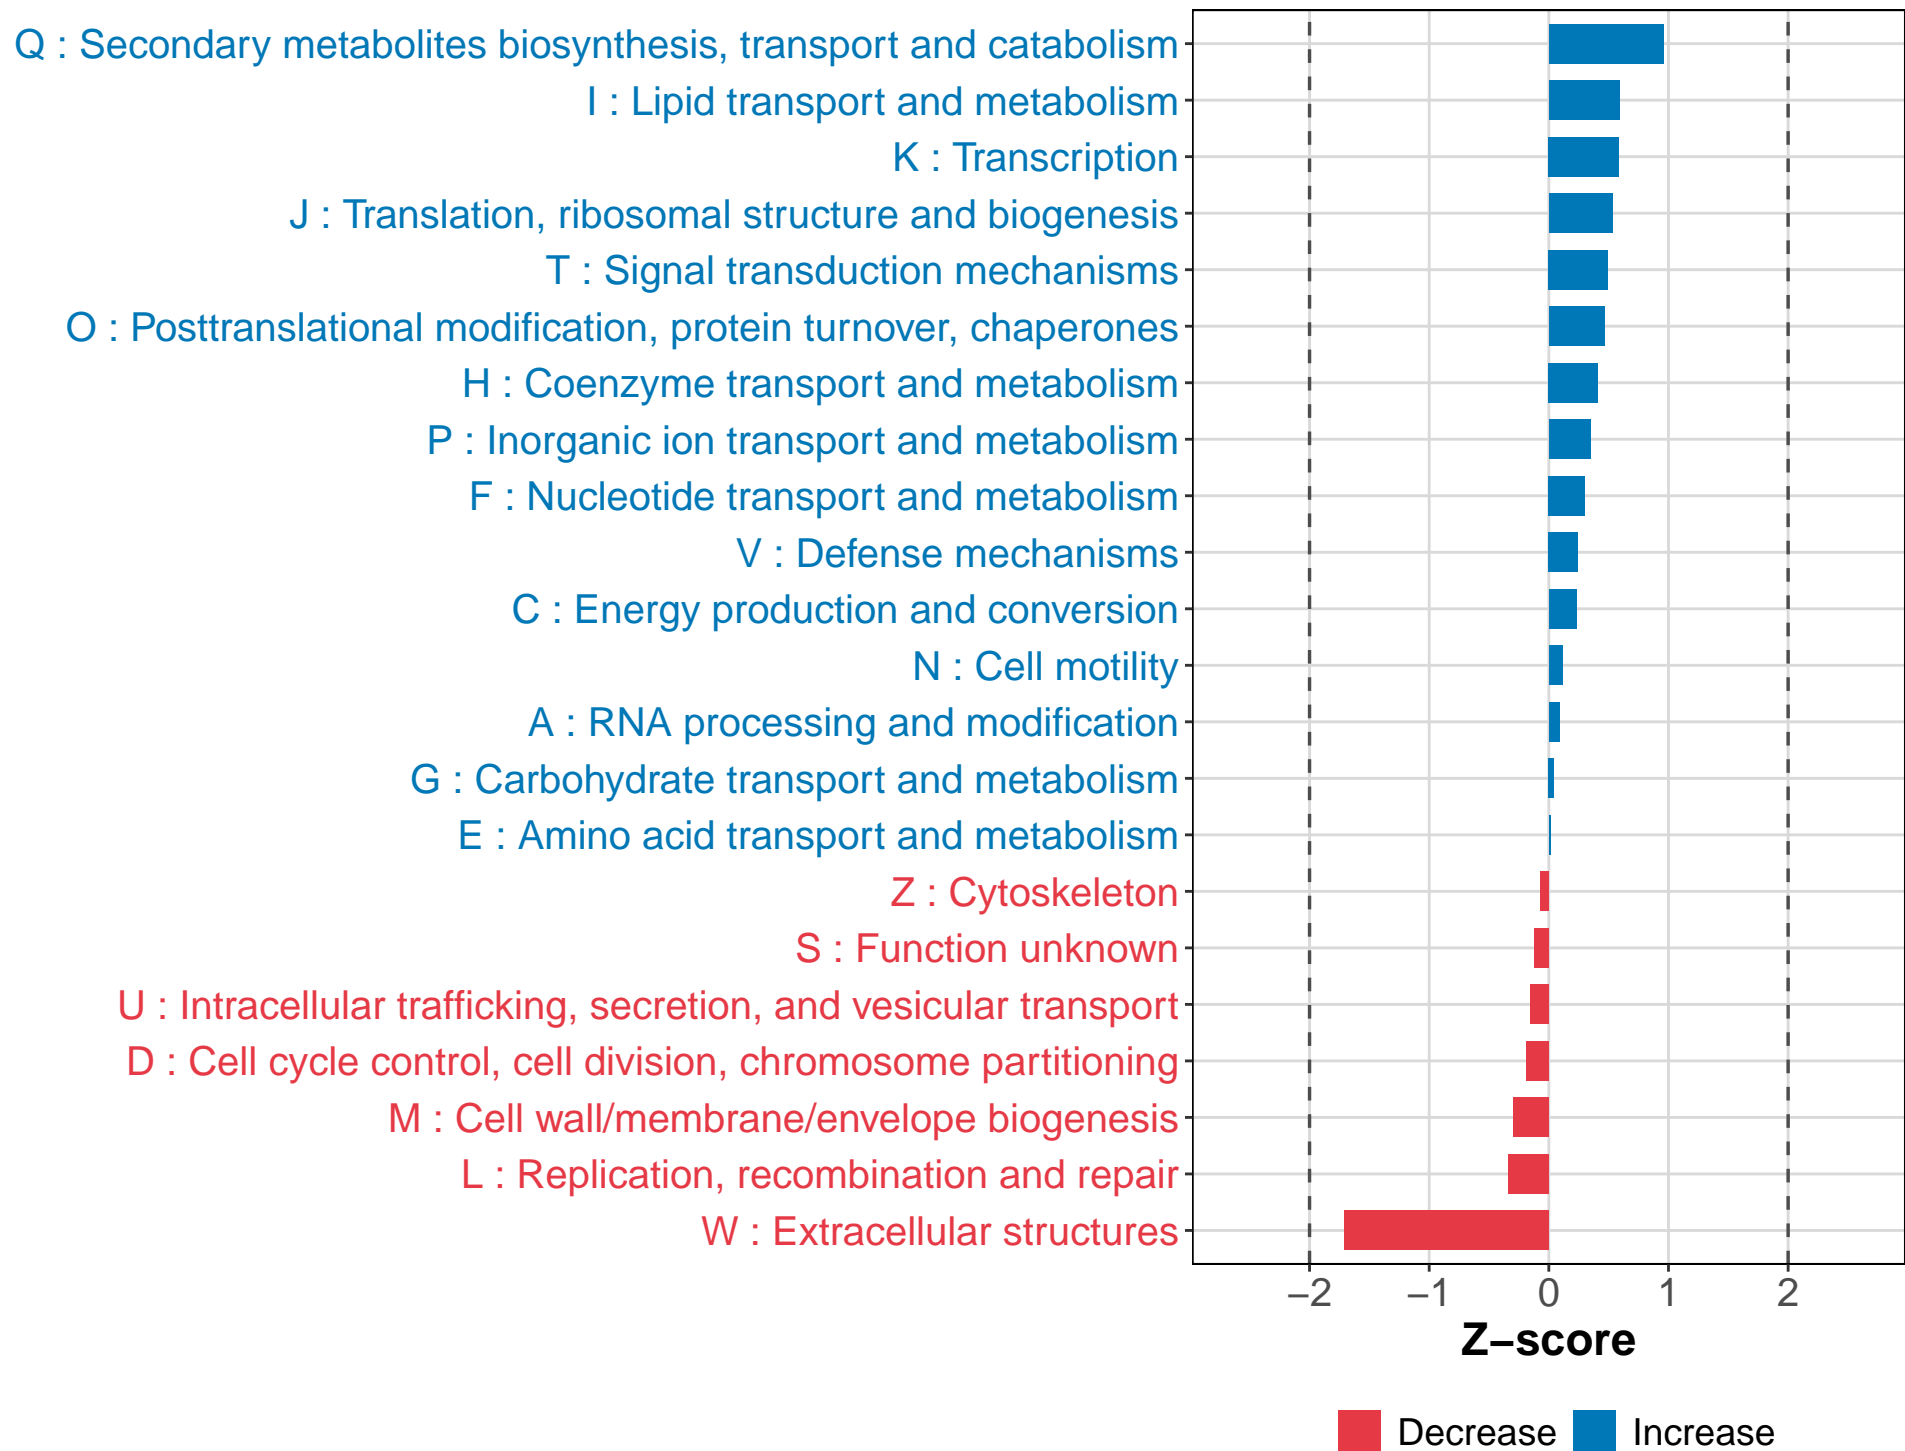 Q : Secondary metabolites biosynthesis, transport and catabolism
I : Lipid transport and metabolism
K : Transcription
J : Translation, ribosomal structure and biogenesis
T : Signal transduction mechanisms
O : Posttranslational modification, protein turnover, chaperones
H : Coenzyme transport and metabolism
P : Inorganic ion transport and metabolism
F : Nucleotide transport and metabolism
V : Defense mechanisms
C : Energy production and conversion
N : Cell motility
A : RNA processing and modification
G : Carbohydrate transport and metabolism
E : Amino acid transport and metabolism
Z : Cytoskeleton
S : Function unknown
U : Intracellular trafficking, secretion, and vesicular transport
D : Cell cycle control, cell division, chromosome partitioning
M : Cell wall/membrane/envelope biogenesis
L : Replication, recombination and repair
W : Extracellular structures
−2 −1 0 1 2
Z−score
Decrease Increase